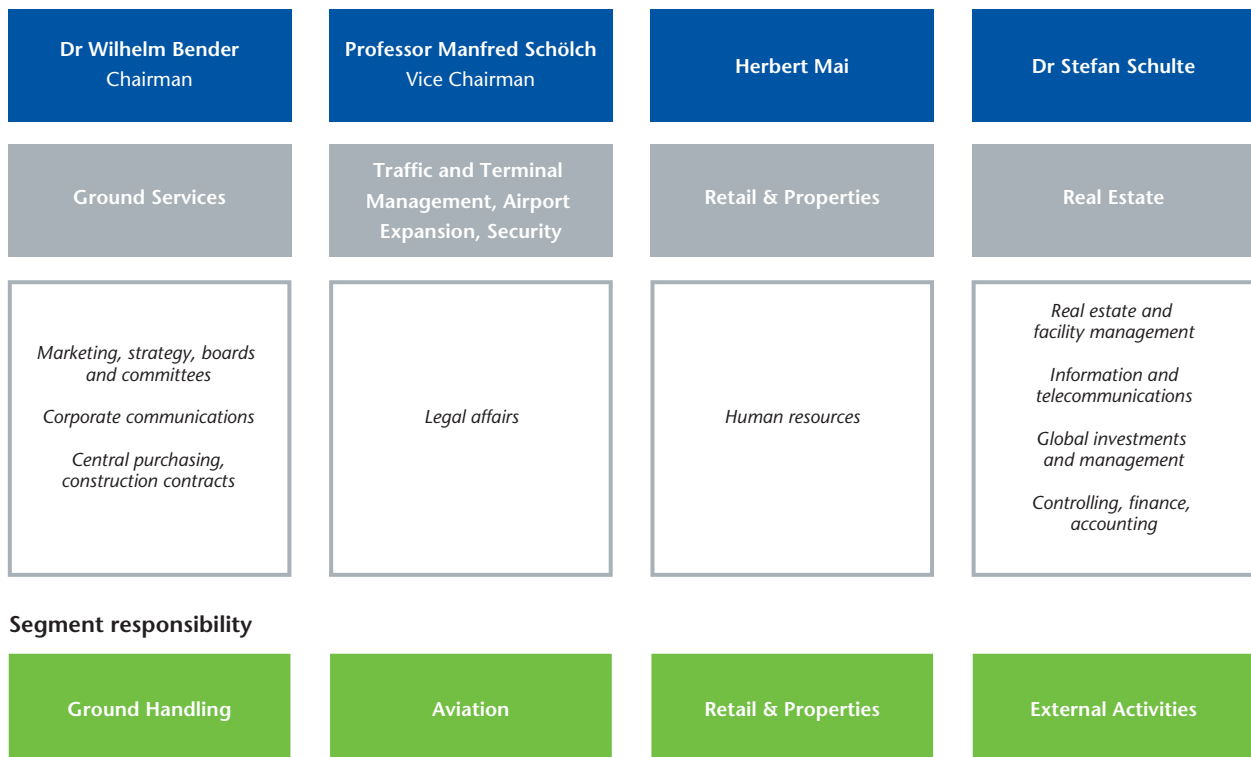 Dr Wilhelm Bender
Chairman
Professor Manfred Schölch
Vice Chairman
Herbert Mai
Dr Stefan Schulte
Ground Services
Traffic and Terminal
Management, Airport
Expansion, Security
Retail & Properties
Real Estate
Marketing, strategy, boards
and committees
Corporate communications
Central purchasing,
construction contracts
Legal affairs
Human resources
Real estate and
facility management
Information and
telecommunications
Global investments
and management
Controlling, finance,
accounting
Segment responsibility
Ground Handling
Aviation
Retail & Properties
External Activities